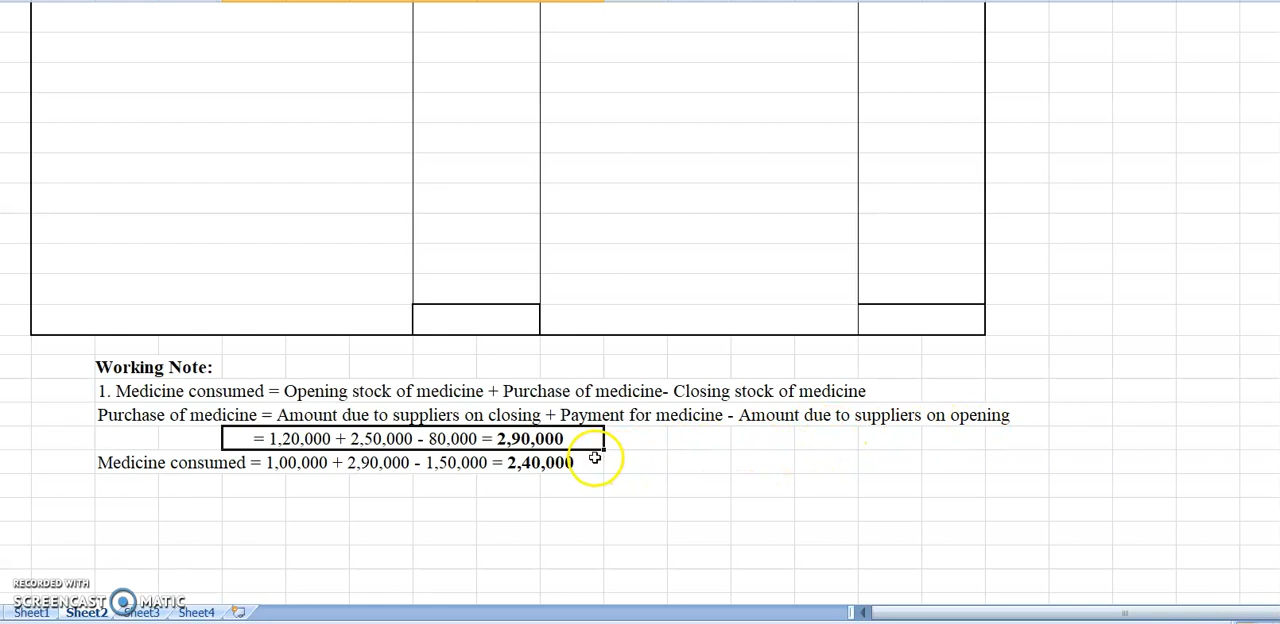 Working Note:
1. Medicine consumed = Opening stock of medicine + Purchase of medicine- Closing stock of medicine
Purchase of medicine = Amount due to suppliers on closing + Payment for medicine - Amount due to suppliers on opening
= 1,20,000 + 2,50,000 - 80,000 = 2,90,000
Medicine consumed = 1,00,000 + 2,90,000 - 1,50,000 = 2,40,000
RECORDED WITH
SCREENCAST MATIC
Sheet1 Sheet2 Sheet3 Sheet4